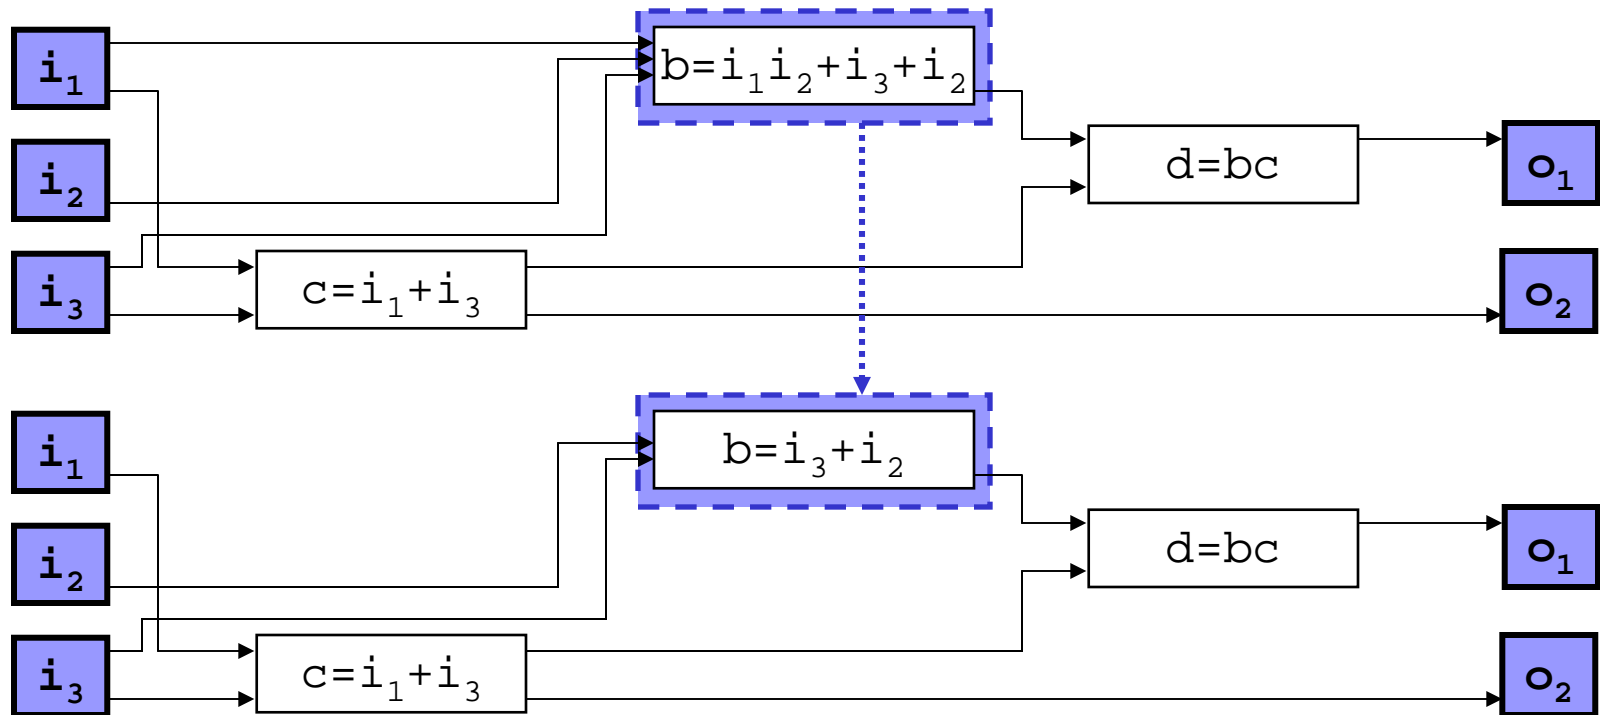 i₁
b=i₁i₂+i₃+i₂
i₂
d=bc
o₁
i₃
c=i₁+i₃
o₂
i₁
b=i₃+i₂
i₂
d=bc
o₁
i₃
c=i₁+i₃
o₂